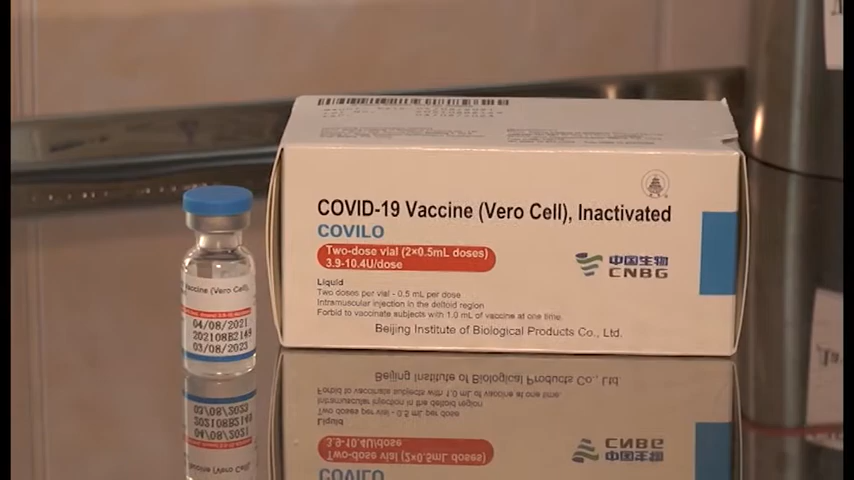 COVID-19 Vaccine (Vero Cell), Inactivated
COVILO
Two-dose vial (2×0.5mL doses)
3.9-10.4U/dose
中国生物
CNBG
Liquid
Two doses per vial - 0.5 mL per dose
Intramuscular injection in the deltoid region
Forbid to vaccinate subjects with 1.0 mL of vaccine at one time.
Beijing Institute of Biological Products Co., Ltd.
Vaccine (Vero Cell),
04/08/2021
202108B2149
03/08/2023